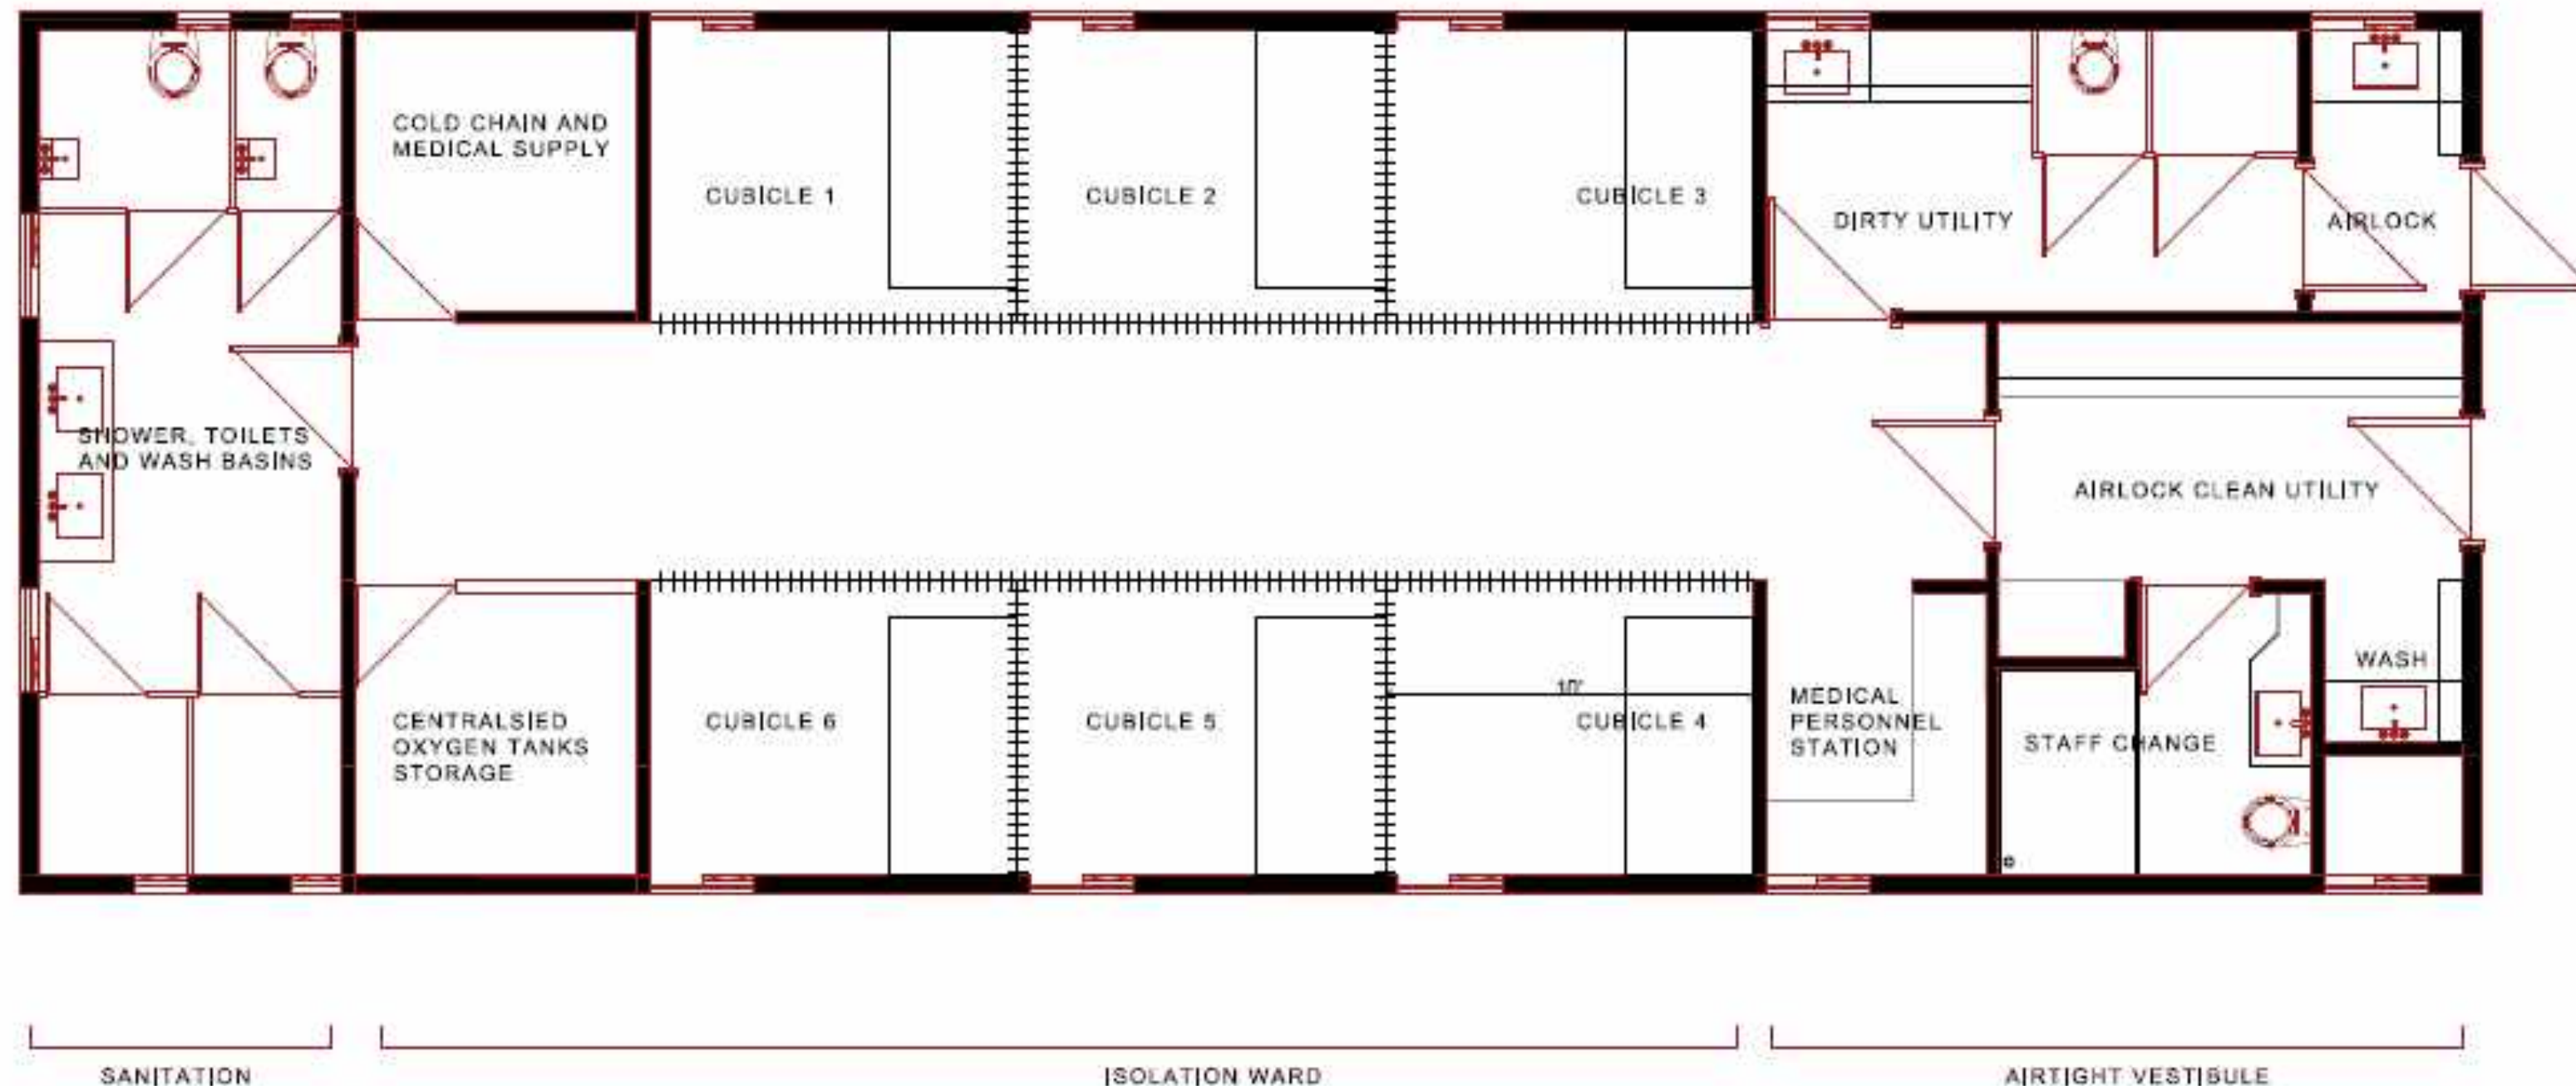 COLD CHAIN AND
MEDICAL SUPPLY
CUBICLE 1
CUBICLE 2
CUBICLE 3
DIRTY UTILITY
AIRLOCK
SHOWER, TOILETS
AND WASH BASINS
AIRLOCK CLEAN UTILITY
WASH
CENTRALSIED
OXYGEN TANKS
STORAGE
CUBICLE 6
CUBICLE 5
10'
CUBICLE 4
MEDICAL
PERSONNEL
STATION
STAFF CHANGE
SANITATION
ISOLATION WARD
AIRTIGHT VESTIBULE